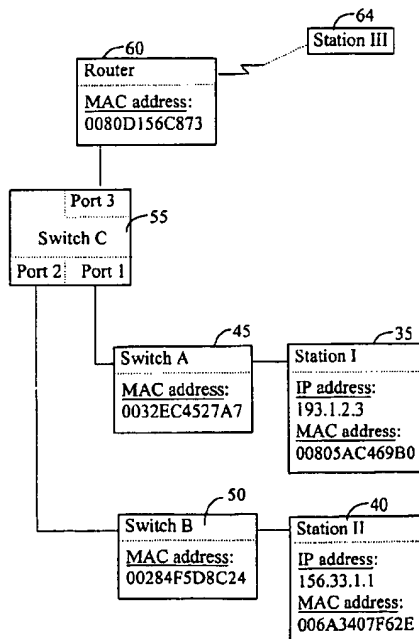 64
Station III
60
Router
MAC address:
0080D156C873
Port 3
55
Switch C
Port 2
Port 1
45
Switch A
MAC address:
0032EC4527A7
35
Station I
IP address:
193.1.2.3
MAC address:
00805AC469B0
50
Switch B
MAC address:
00284F5D8C24
40
Station II
IP address:
156.33.1.1
MAC address:
006A3407F62E